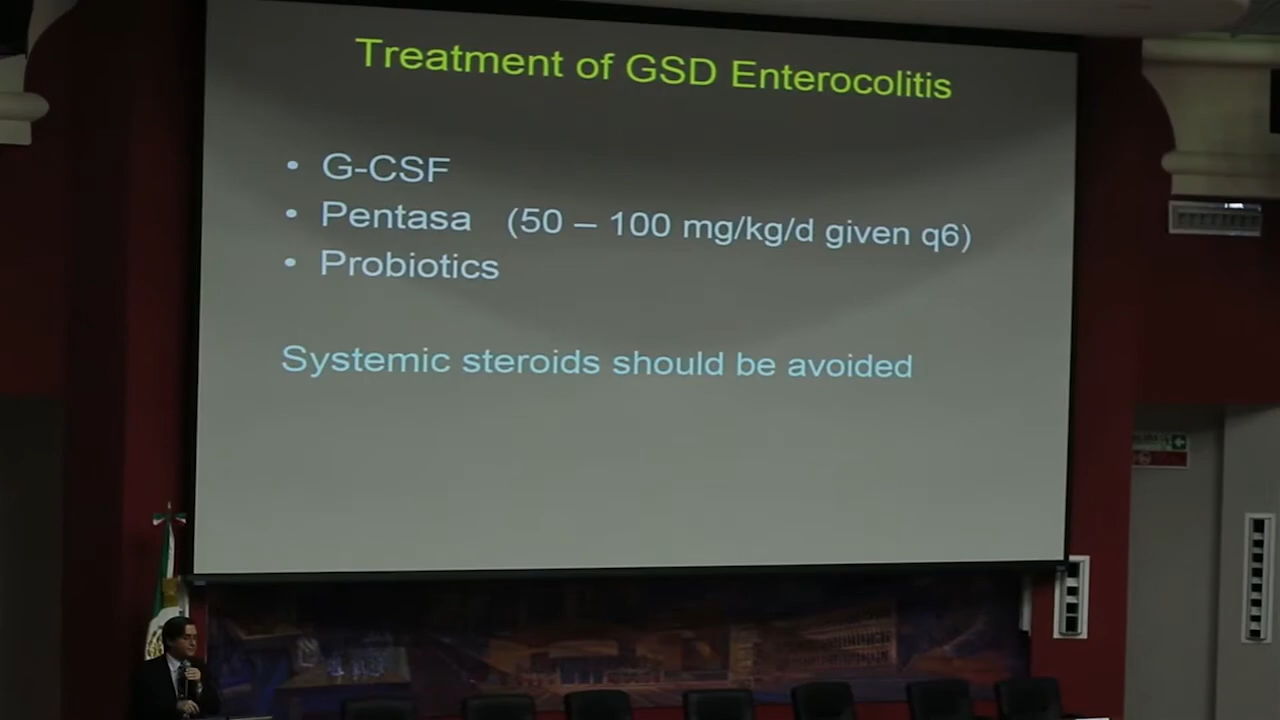 Treatment of GSD Enterocolitis
• G-CSF
• Pentasa (50 – 100 mg/kg/d given q6)
• Probiotics
Systemic steroids should be avoided